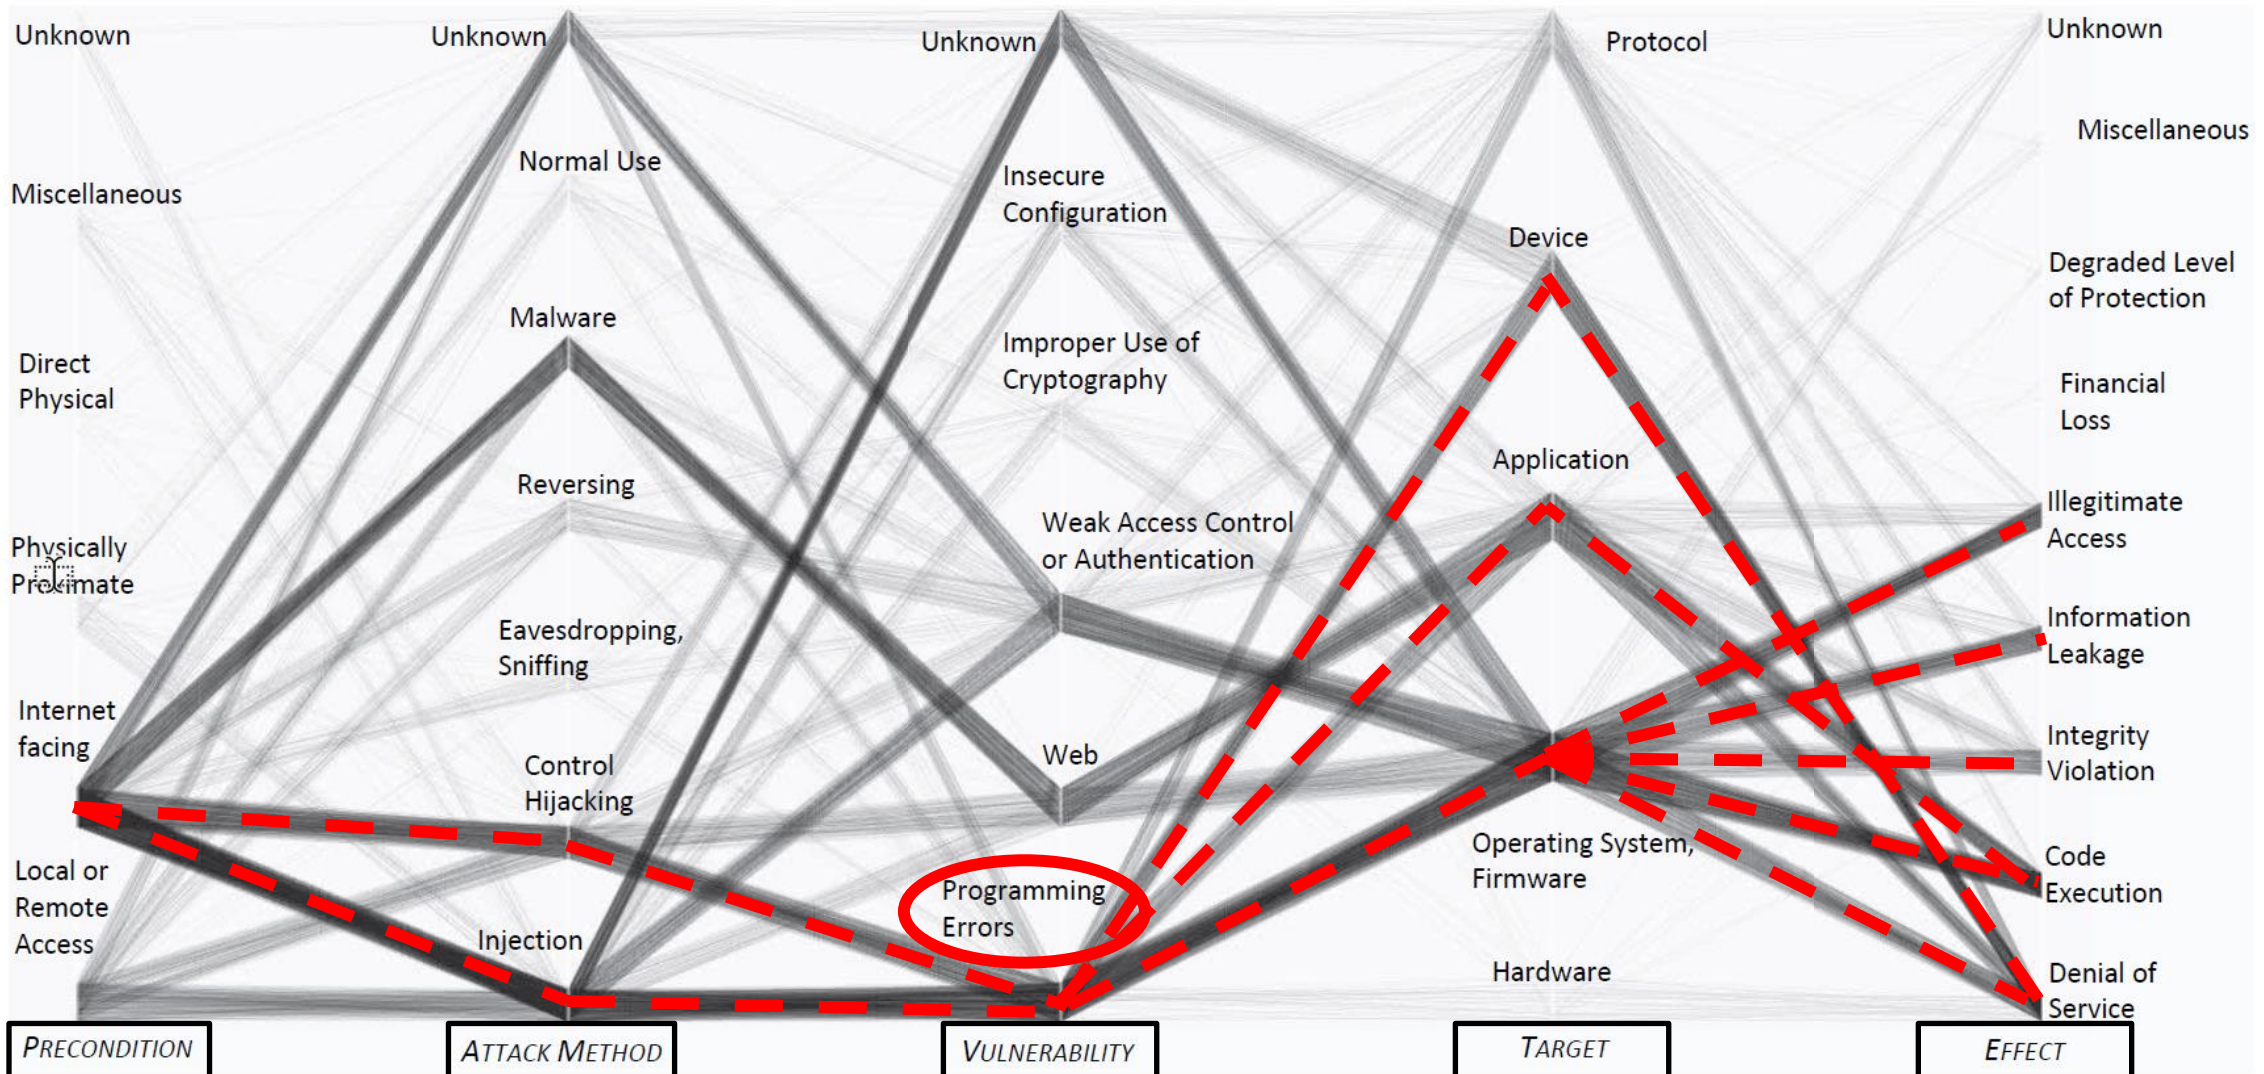 Unknown
Miscellaneous
Direct
Physical
Physically
Proximate
Internet
facing
Local or
Remote
Access
PRECONDITION
Unknown
Normal Use
Malware
Reversing
Eavesdropping,
Sniffing
Control
Hijacking
Injection
ATTACK METHOD
Unknown
Insecure
Configuration
Improper Use of
Cryptography
Weak Access Control
or Authentication
Web
Programming
Errors
VULNERABILITY
Protocol
Device
Application
Operating System,
Firmware
Hardware
TARGET
Unknown
Miscellaneous
Degraded Level
of Protection
Financial
Loss
Illegitimate
Access
Information
Leakage
Integrity
Violation
Code
Execution
Denial of
Service
EFFECT